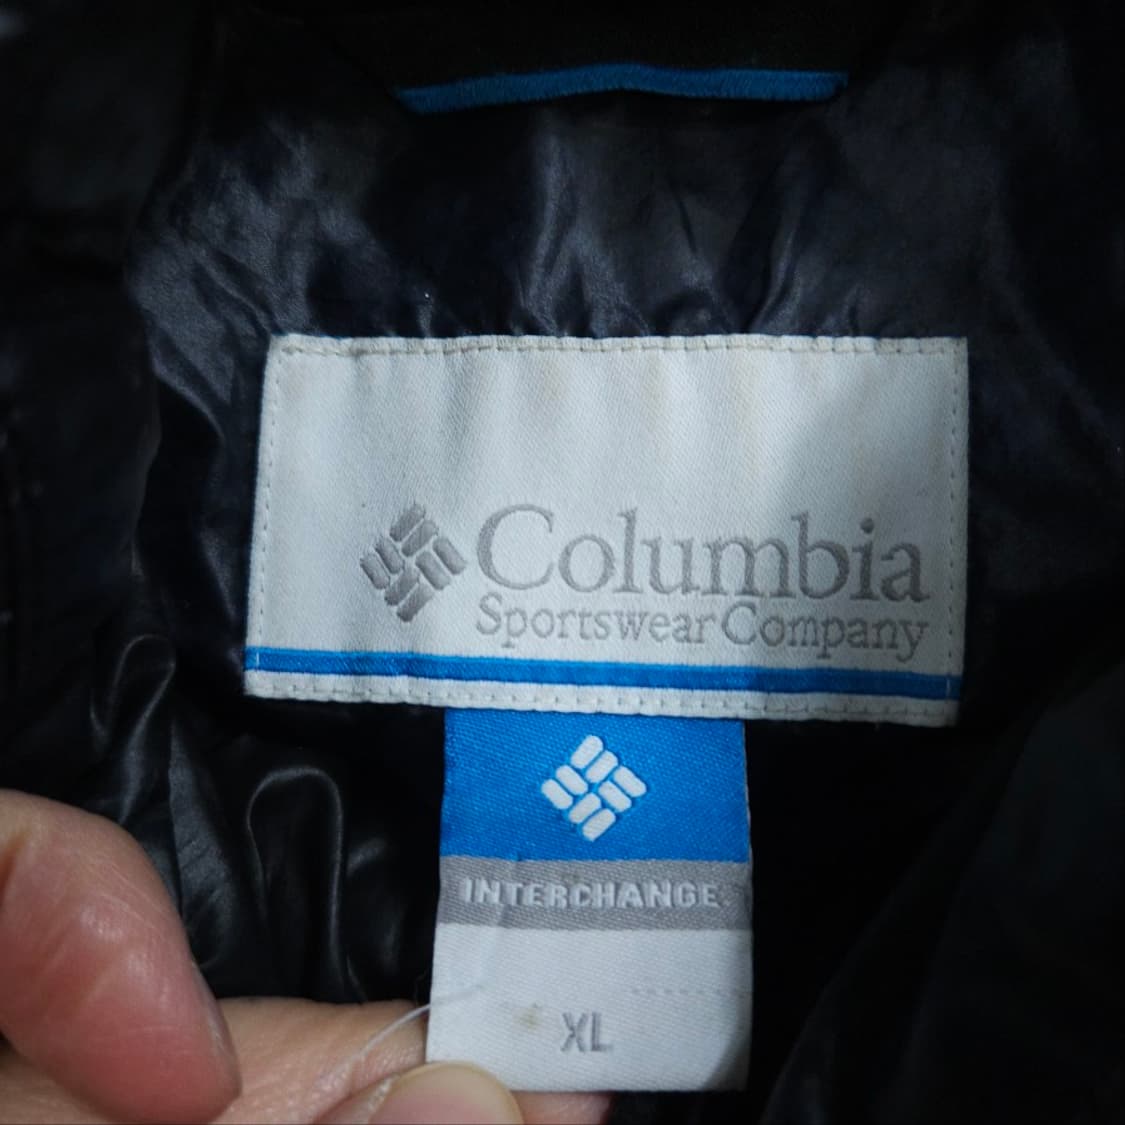 Columbia
Sportswear Company
INTERCHANGE
XL